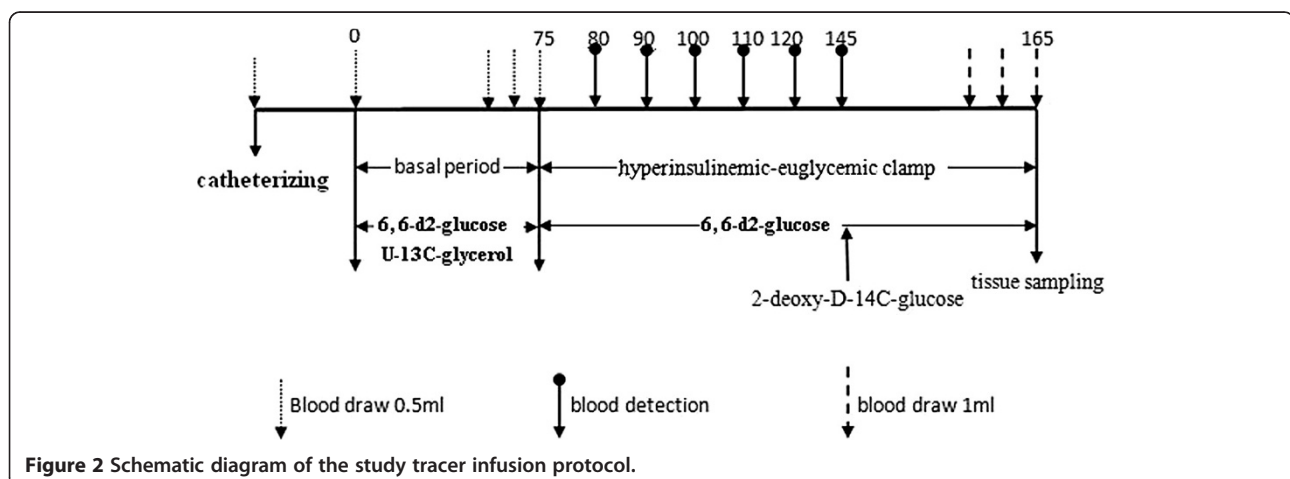 0 75 80 90 100 110 120 145 165
catheterizing
basal period
hyperinsulinemic-euglycemic clamp
6,6-d2-glucose
U-13C-glycerol
6,6-d2-glucose
2-deoxy-D-14C-glucose
tissue sampling
Blood draw 0.5ml
blood detection
blood draw 1ml
Figure 2 Schematic diagram of the study tracer infusion protocol.